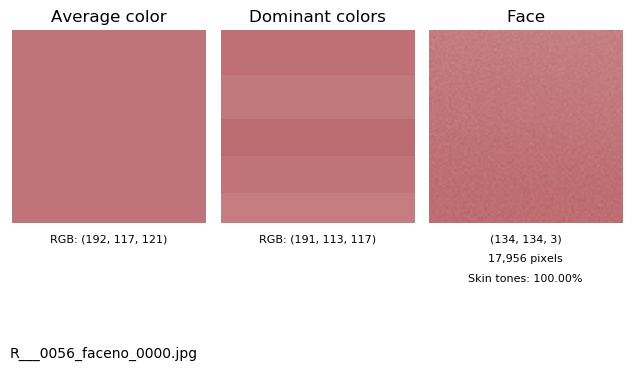 Average color
Dominant colors
Face
RGB: (192, 117, 121)
RGB: (191, 113, 117)
(134, 134, 3)
17,956 pixels
Skin tones: 100.00%
R___0056_faceno_0000.jpg